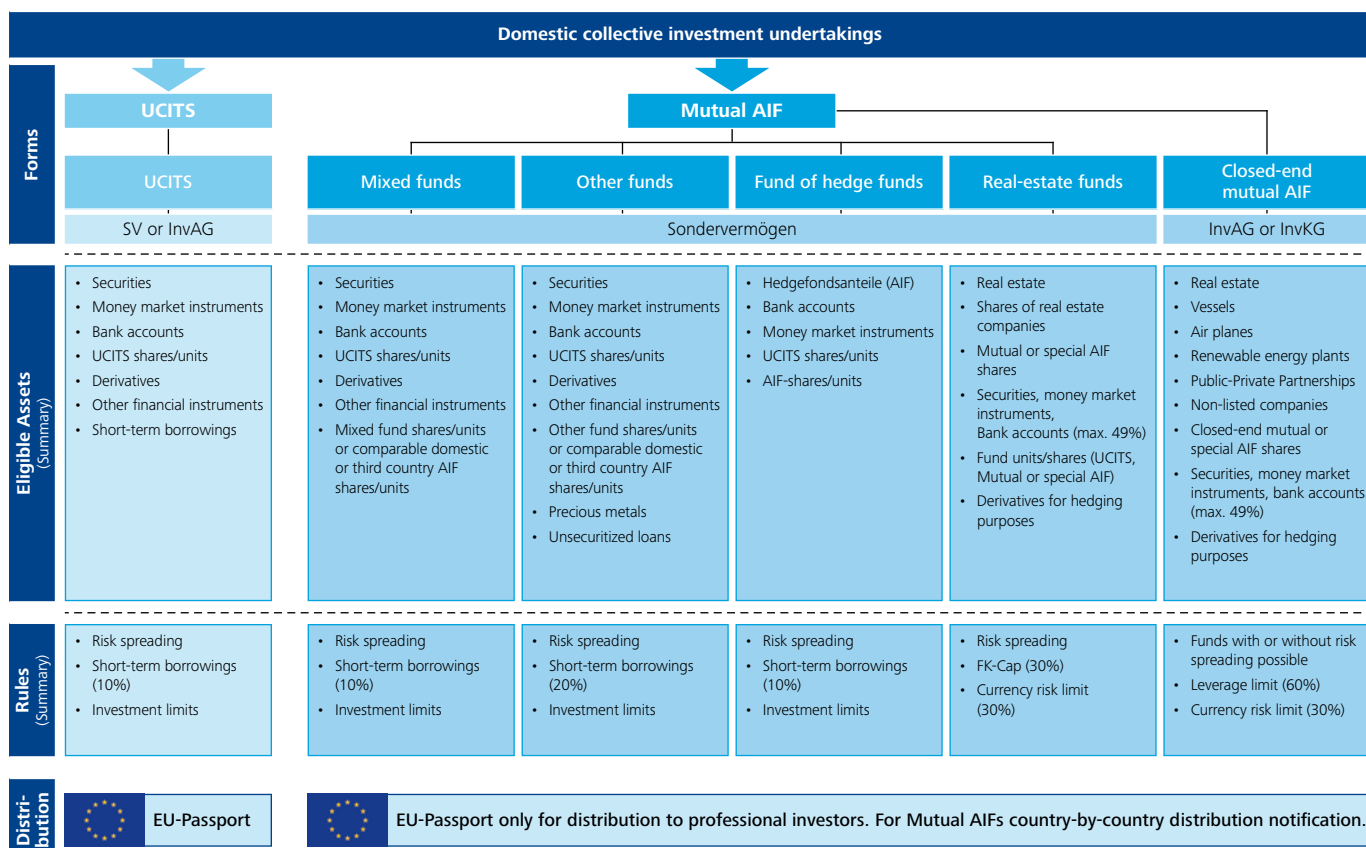 Domestic collective investment undertakings
Forms
UCITS
Mutual AIF
UCITS
Mixed funds
Other funds
Fund of hedge funds
Real-estate funds
Closed-end
mutual AIF
SV or InvAG
Sondervermögen
InvAG or InvKG
Eligible Assets
(Summary)
• Securities
• Money market instruments
• Bank accounts
• UCITS shares/units
• Derivatives
• Other financial instruments
• Short-term borrowings
• Securities
• Money market instruments
• Bank accounts
• UCITS shares/units
• Derivatives
• Other financial instruments
• Mixed fund shares/units
or comparable domestic
or third country AIF
shares/units
• Securities
• Money market instruments
• Bank accounts
• UCITS shares/units
• Derivatives
• Other financial instruments
• Other fund shares/units
or comparable domestic
or third country AIF
shares/units
• Precious metals
• Unsecuritized loans
• Hedgefondsanteile (AIF)
• Bank accounts
• Money market instruments
• UCITS shares/units
• AIF-shares/units
• Real estate
• Shares of real estate
companies
• Mutual or special AIF
shares
• Securities, money market
instruments,
Bank accounts (max. 49%)
• Fund units/shares (UCITS,
Mutual or special AIF)
• Derivatives for hedging
purposes
• Real estate
• Vessels
• Air planes
• Renewable energy plants
• Public-Private Partnerships
• Non-listed companies
• Closed-end mutual or
special AIF shares
• Securities, money market
instruments, bank accounts
(max. 49%)
• Derivatives for hedging
purposes
Rules
(Summary)
• Risk spreading
• Short-term borrowings
(10%)
• Investment limits
• Risk spreading
• Short-term borrowings
(10%)
• Investment limits
• Risk spreading
• Short-term borrowings
(20%)
• Investment limits
• Risk spreading
• Short-term borrowings
(10%)
• Investment limits
• Risk spreading
• FK-Cap (30%)
• Currency risk limit
(30%)
• Funds with or without risk
spreading possible
• Leverage limit (60%)
• Currency risk limit (30%)
Distri-
bution
EU-Passport
EU-Passport only for distribution to professional investors. For Mutual AIFs country-by-country distribution notification.